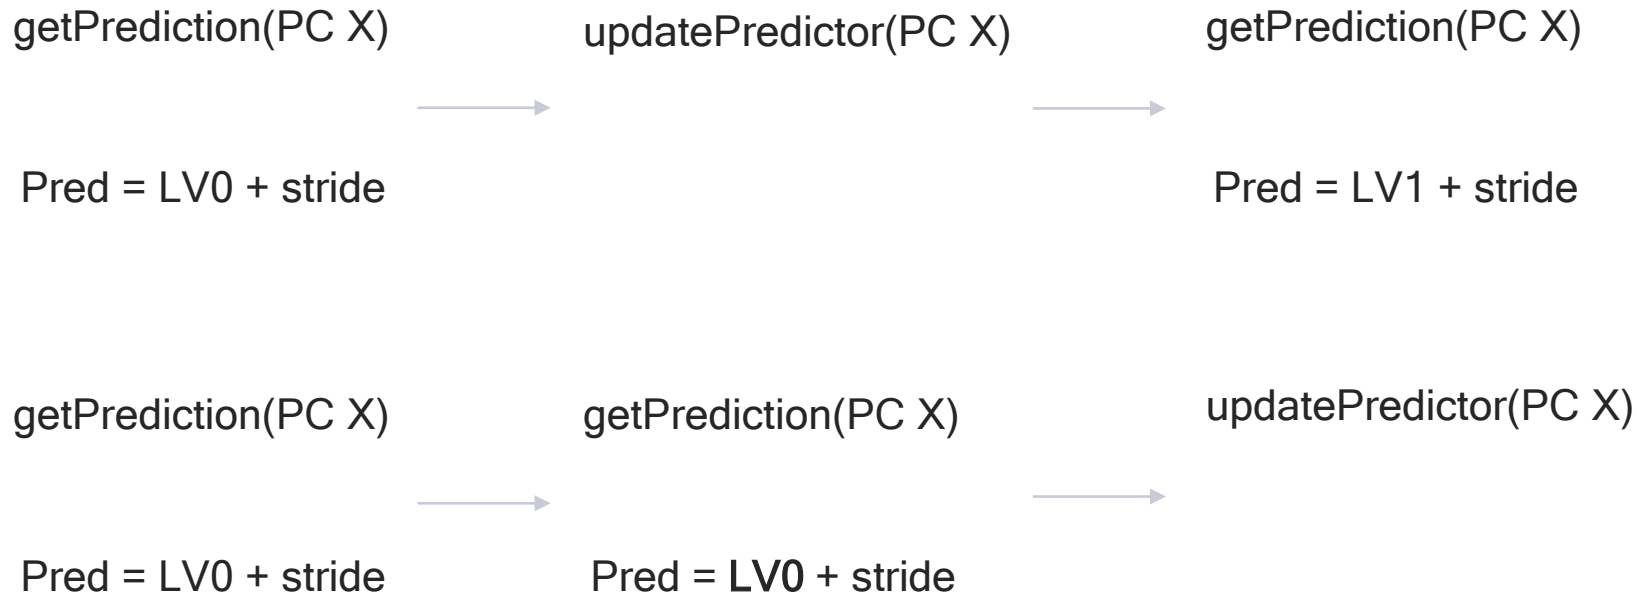 getPrediction(PC X)
updatePredictor(PC X)
getPrediction(PC X)
Pred = LV0 + stride
Pred = LV1 + stride
getPrediction(PC X)
getPrediction(PC X)
updatePredictor(PC X)
Pred = LV0 + stride
Pred = LV0 + stride